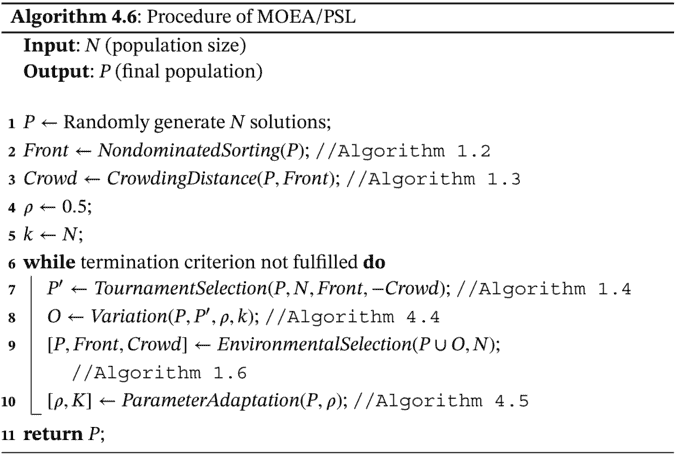 Algorithm 4.6: Procedure of MOEA/PSL
Input: N (population size)
Output: P (final population)
1 P ← Randomly generate N solutions;
2 Front ← NondominatedSorting(P); //Algorithm 1.2
3 Crowd ← CrowdingDistance(P, Front); //Algorithm 1.3
4 ρ ← 0.5;
5 k ← N;
6 while termination criterion not fulfilled do
7 P′ ← TournamentSelection(P, N, Front, −Crowd); //Algorithm 1.4
8 O ← Variation(P, P′, ρ, k); //Algorithm 4.4
9 [P, Front, Crowd] ← EnvironmentalSelection(P ∪ O, N);
//Algorithm 1.6
10 [ρ, K] ← ParameterAdaptation(P, ρ); //Algorithm 4.5
11 return P;